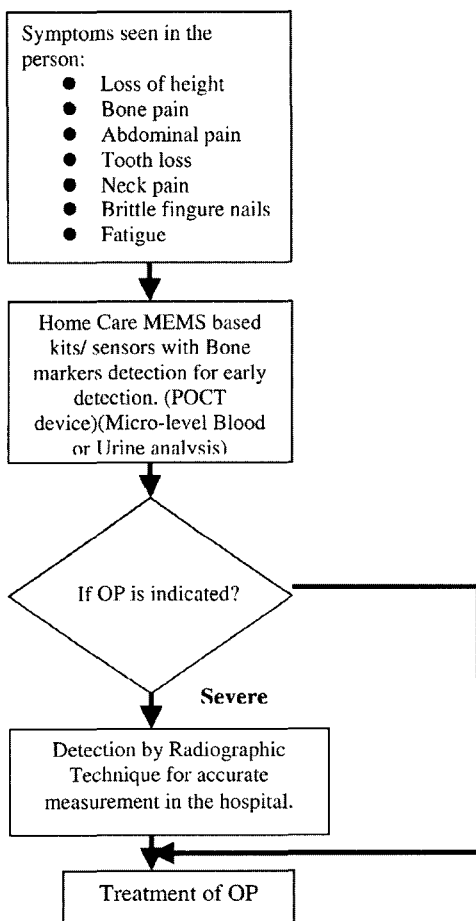 Symptoms seen in the
person:
● Loss of height
● Bone pain
● Abdominal pain
● Tooth loss
● Neck pain
● Brittle fingure nails
● Fatigue
Home Care MEMS based
kits/ sensors with Bone
markers detection for early
detection. (POCT
device)(Micro-level Blood
or Urine analysis)
If OP is indicated?
Severe
Detection by Radiographic
Technique for accurate
measurement in the hospital.
Treatment of OP